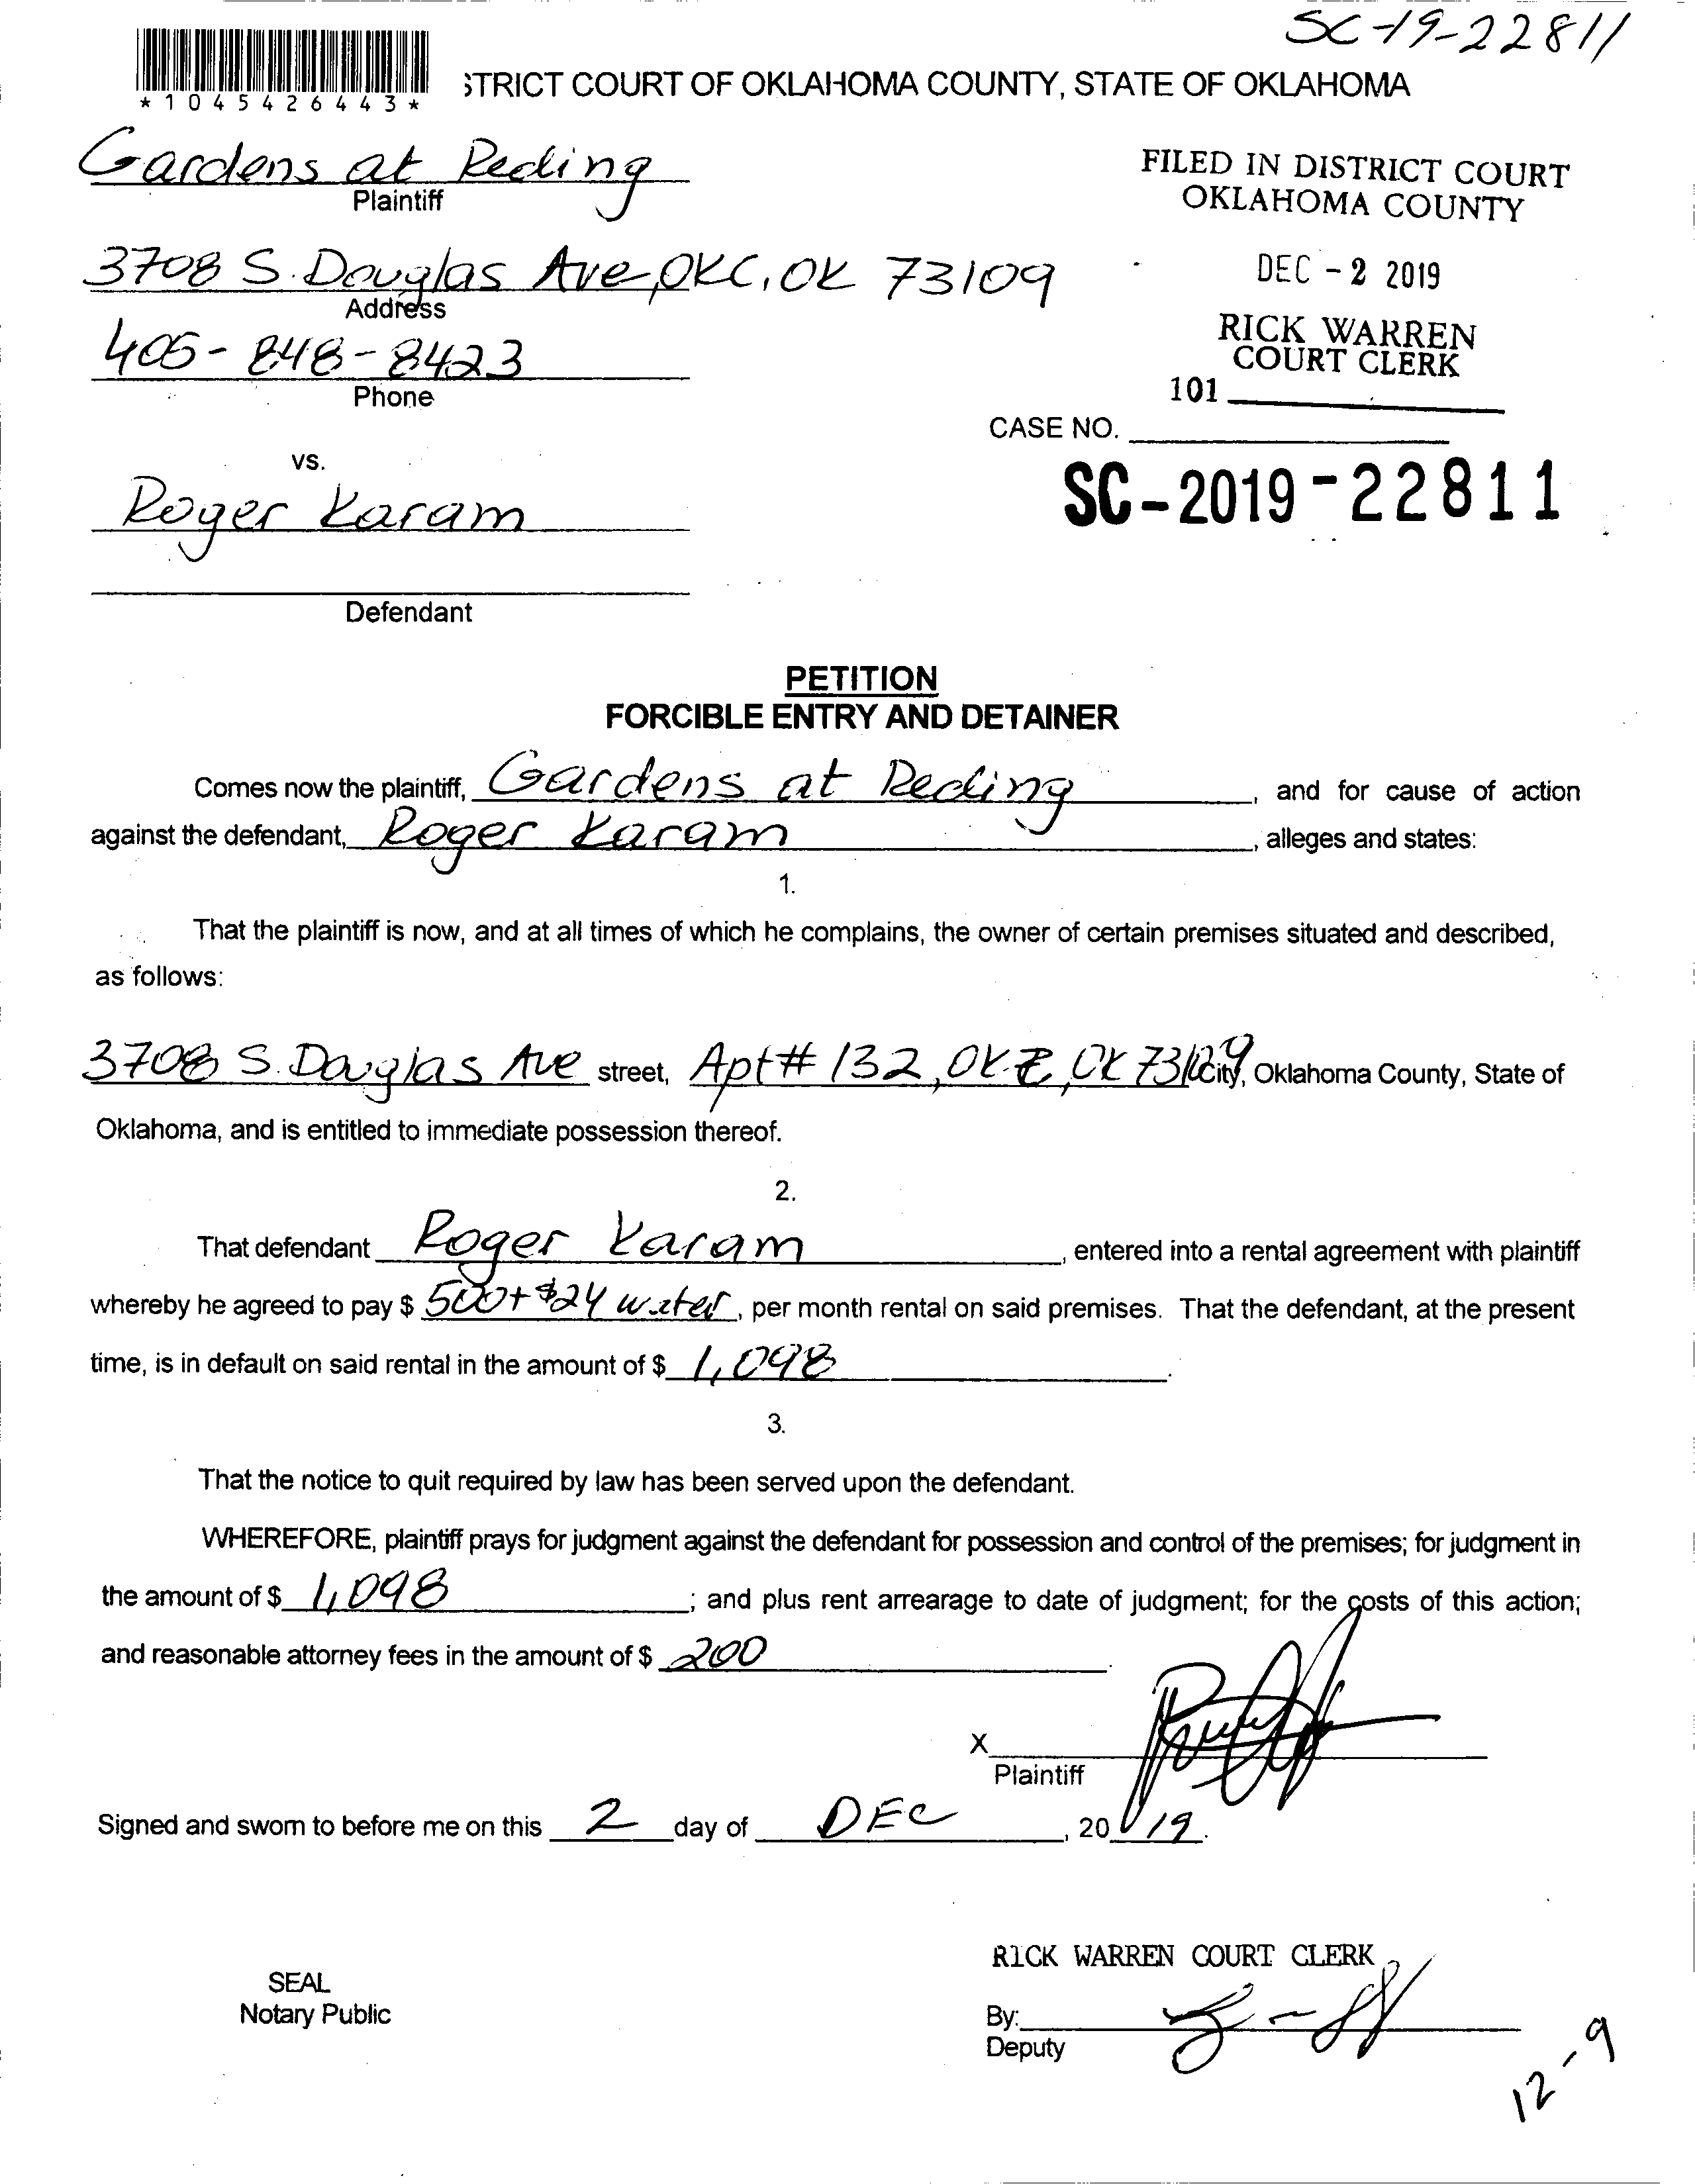 SC-19-22811
*1045426443*
STRICT COURT OF OKLAHOMA COUNTY, STATE OF OKLAHOMA
Gardens at Reding
Plaintiff
FILED IN DISTRICT COURT
OKLAHOMA COUNTY
3708 S. Douglas Ave, OKC, OK 73109
Address
DEC -2 2019
405-848-8423
Phone
RICK WARREN
COURT CLERK
101
CASE NO.
SC-2019-22811
vs.
Roger Karam
Defendant
PETITION
FORCIBLE ENTRY AND DETAINER
Comes now the plaintiff, Gardens at Reding, and for cause of action
against the defendant, Roger Karam, alleges and states:
1.
That the plaintiff is now, and at all times of which he complains, the owner of certain premises situated and described,
as follows:
3708 S. Douglas Ave street, Apt# 132, OKC, OK 73109 City, Oklahoma County, State of
Oklahoma, and is entitled to immediate possession thereof.
2.
That defendant Roger Karam, entered into a rental agreement with plaintiff
whereby he agreed to pay $ 500+$24 water, per month rental on said premises. That the defendant, at the present
time, is in default on said rental in the amount of $ 1,098.
3.
That the notice to quit required by law has been served upon the defendant.
WHEREFORE, plaintiff prays for judgment against the defendant for possession and control of the premises; for judgment in
the amount of $ 1,098; and plus rent arrearage to date of judgment; for the costs of this action;
and reasonable attorney fees in the amount of $ 200.
X
Plaintiff
Signed and sworn to before me on this 2 day of DEC, 2019.
RICK WARREN COURT CLERK
SEAL
Notary Public
By:
Deputy
12-9